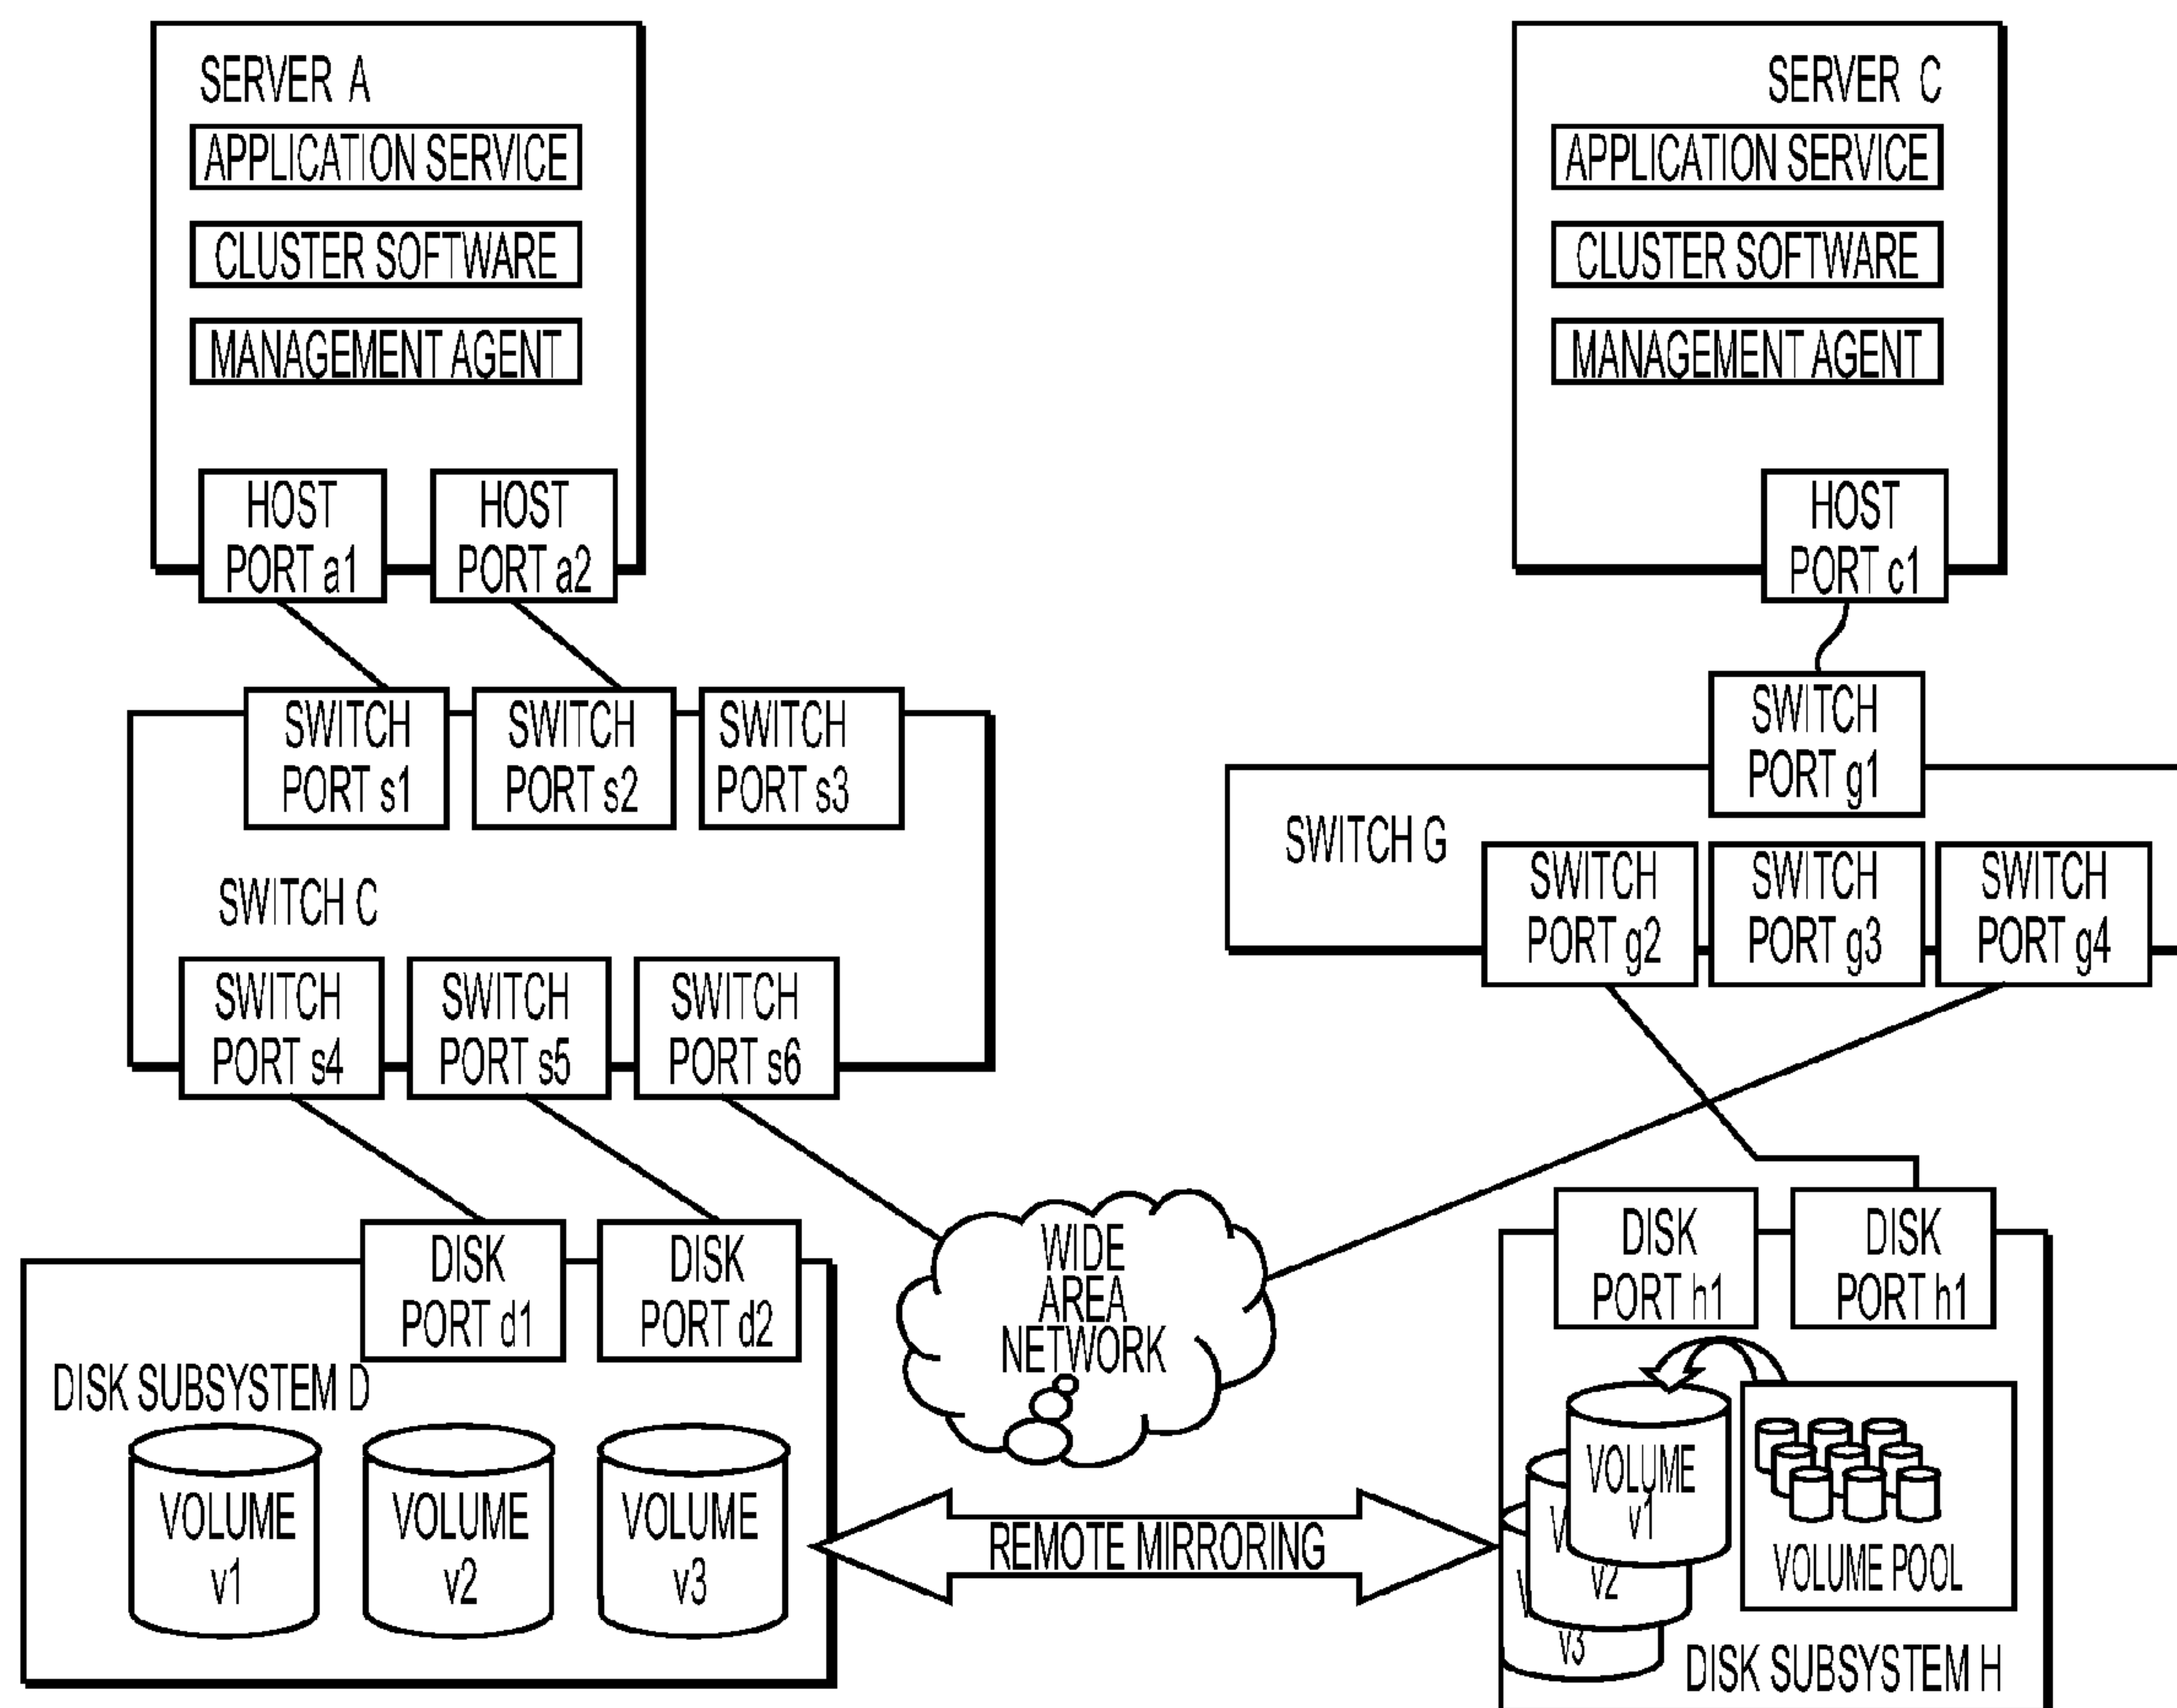 SERVER A
APPLICATION SERVICE
CLUSTER SOFTWARE
MANAGEMENT AGENT
HOST
PORT a1
HOST
PORT a2
SERVER C
APPLICATION SERVICE
CLUSTER SOFTWARE
MANAGEMENT AGENT
HOST
PORT c1
SWITCH
PORT s1
SWITCH
PORT s2
SWITCH
PORT s3
SWITCH C
SWITCH
PORT s4
SWITCH
PORT s5
SWITCH
PORT s6
SWITCH
PORT g1
SWITCH G
SWITCH
PORT g2
SWITCH
PORT g3
SWITCH
PORT g4
WIDE
AREA
NETWORK
DISK
PORT d1
DISK
PORT d2
DISK SUBSYSTEM D
VOLUME
v1
VOLUME
v2
VOLUME
v3
REMOTE MIRRORING
DISK
PORT h1
DISK
PORT h1
VOLUME
v1
v2
v3
VOLUME POOL
DISK SUBSYSTEM H